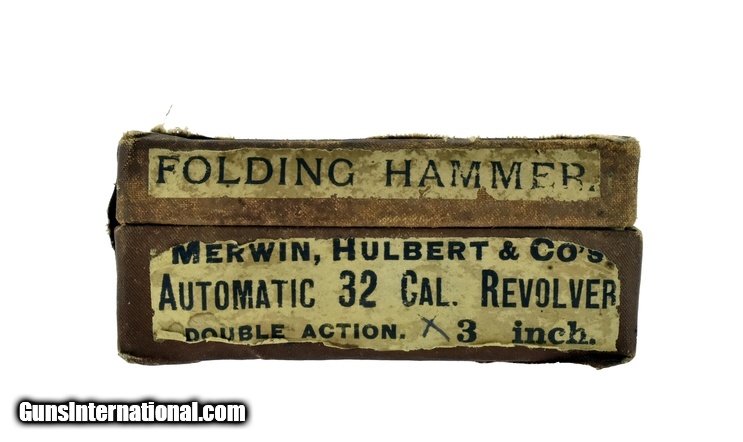 FOLDING HAMMER.
MERWIN, HULBERT & CO'S
AUTOMATIC 32 CAL. REVOLVER
DOUBLE ACTION. X 3 inch.
GunsInternational.com